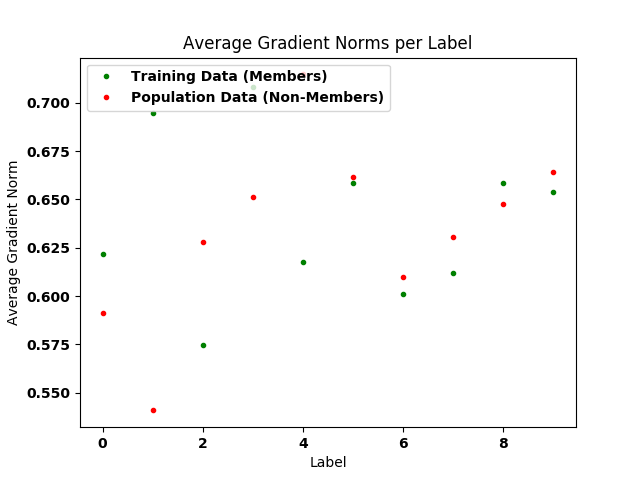 Average Gradient Norms per Label
Training Data (Members)
Population Data (Non-Members)
0.700
0.675
0.650
0.625
0.600
0.575
0.550
Average Gradient Norm
0 2 4 6 8
Label